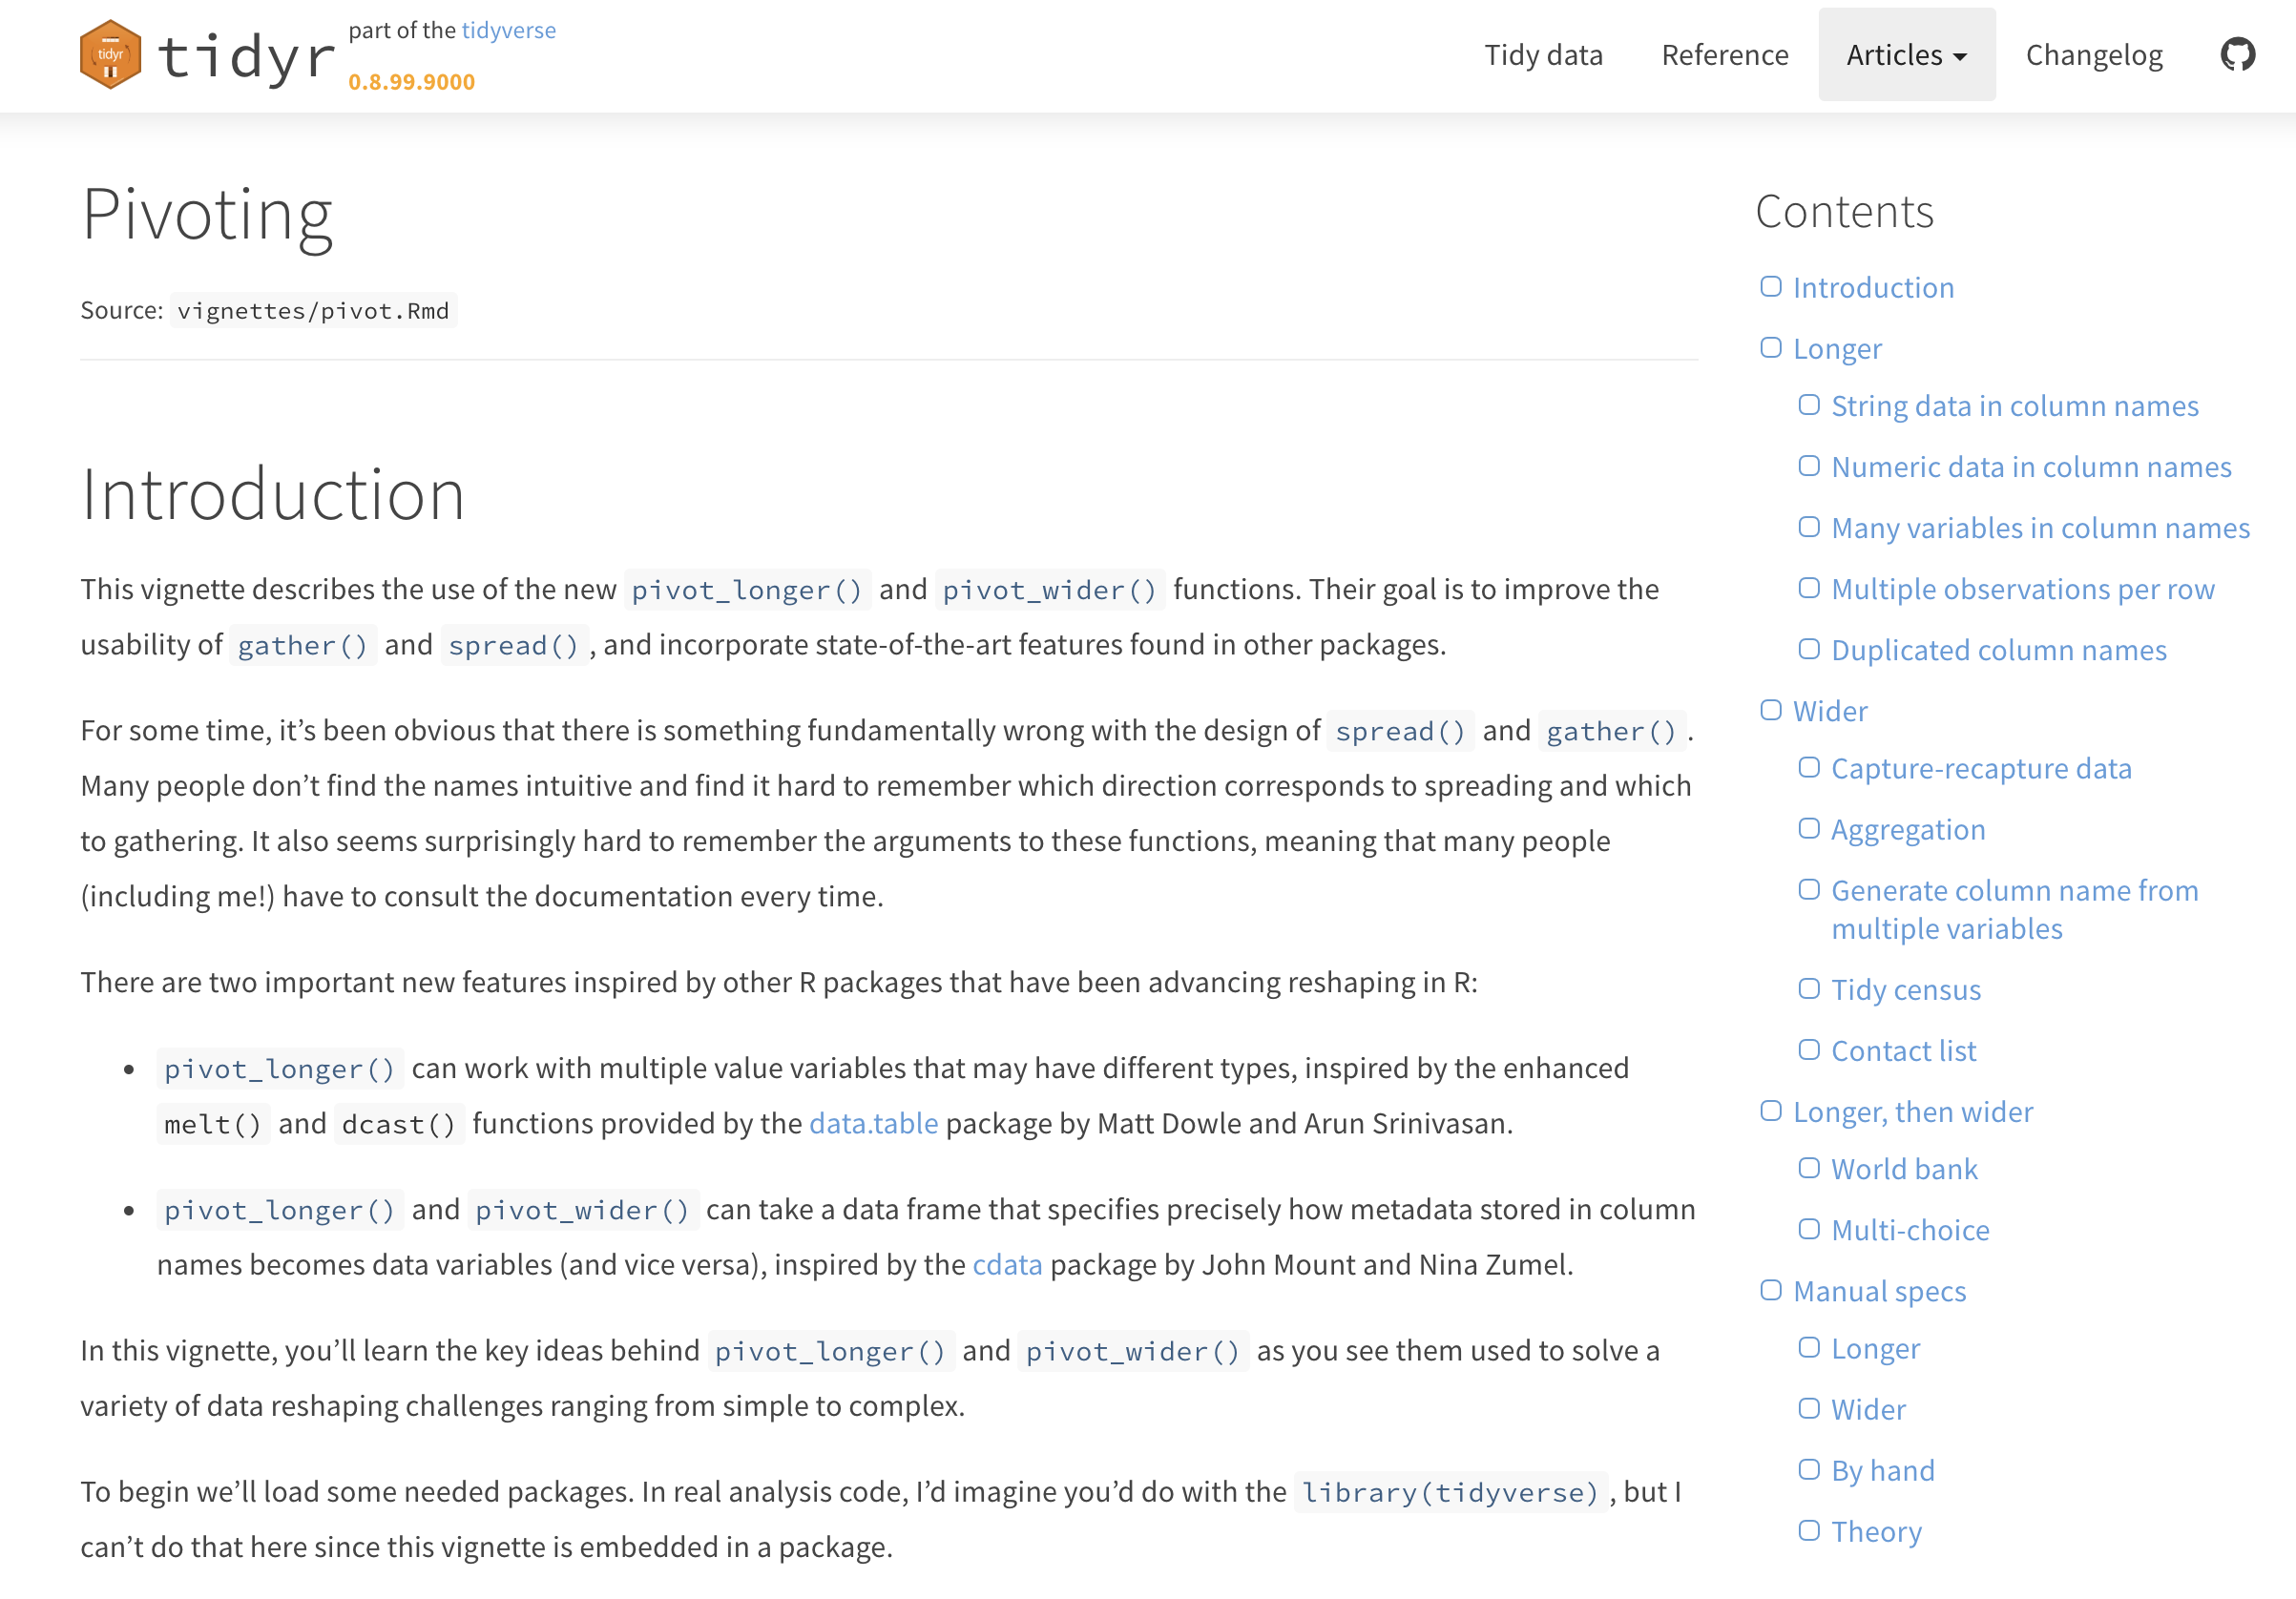 tidyr
tidyr
part of the tidyverse
0.8.99.9000
Tidy data
Reference
Articles
Changelog
Pivoting
Source: vignettes/pivot.Rmd
Introduction
This vignette describes the use of the new pivot_longer() and pivot_wider() functions. Their goal is to improve the
usability of gather() and spread(), and incorporate state-of-the-art features found in other packages.
For some time, it’s been obvious that there is something fundamentally wrong with the design of spread() and gather().
Many people don’t find the names intuitive and find it hard to remember which direction corresponds to spreading and which
to gathering. It also seems surprisingly hard to remember the arguments to these functions, meaning that many people
(including me!) have to consult the documentation every time.
There are two important new features inspired by other R packages that have been advancing reshaping in R:
• pivot_longer() can work with multiple value variables that may have different types, inspired by the enhanced
melt() and dcast() functions provided by the data.table package by Matt Dowle and Arun Srinivasan.
• pivot_longer() and pivot_wider() can take a data frame that specifies precisely how metadata stored in column
names becomes data variables (and vice versa), inspired by the cdata package by John Mount and Nina Zumel.
In this vignette, you’ll learn the key ideas behind pivot_longer() and pivot_wider() as you see them used to solve a
variety of data reshaping challenges ranging from simple to complex.
To begin we’ll load some needed packages. In real analysis code, I’d imagine you’d do with the library(tidyverse), but I
can’t do that here since this vignette is embedded in a package.
Contents
Introduction
Longer
String data in column names
Numeric data in column names
Many variables in column names
Multiple observations per row
Duplicated column names
Wider
Capture-recapture data
Aggregation
Generate column name from
multiple variables
Tidy census
Contact list
Longer, then wider
World bank
Multi-choice
Manual specs
Longer
Wider
By hand
Theory